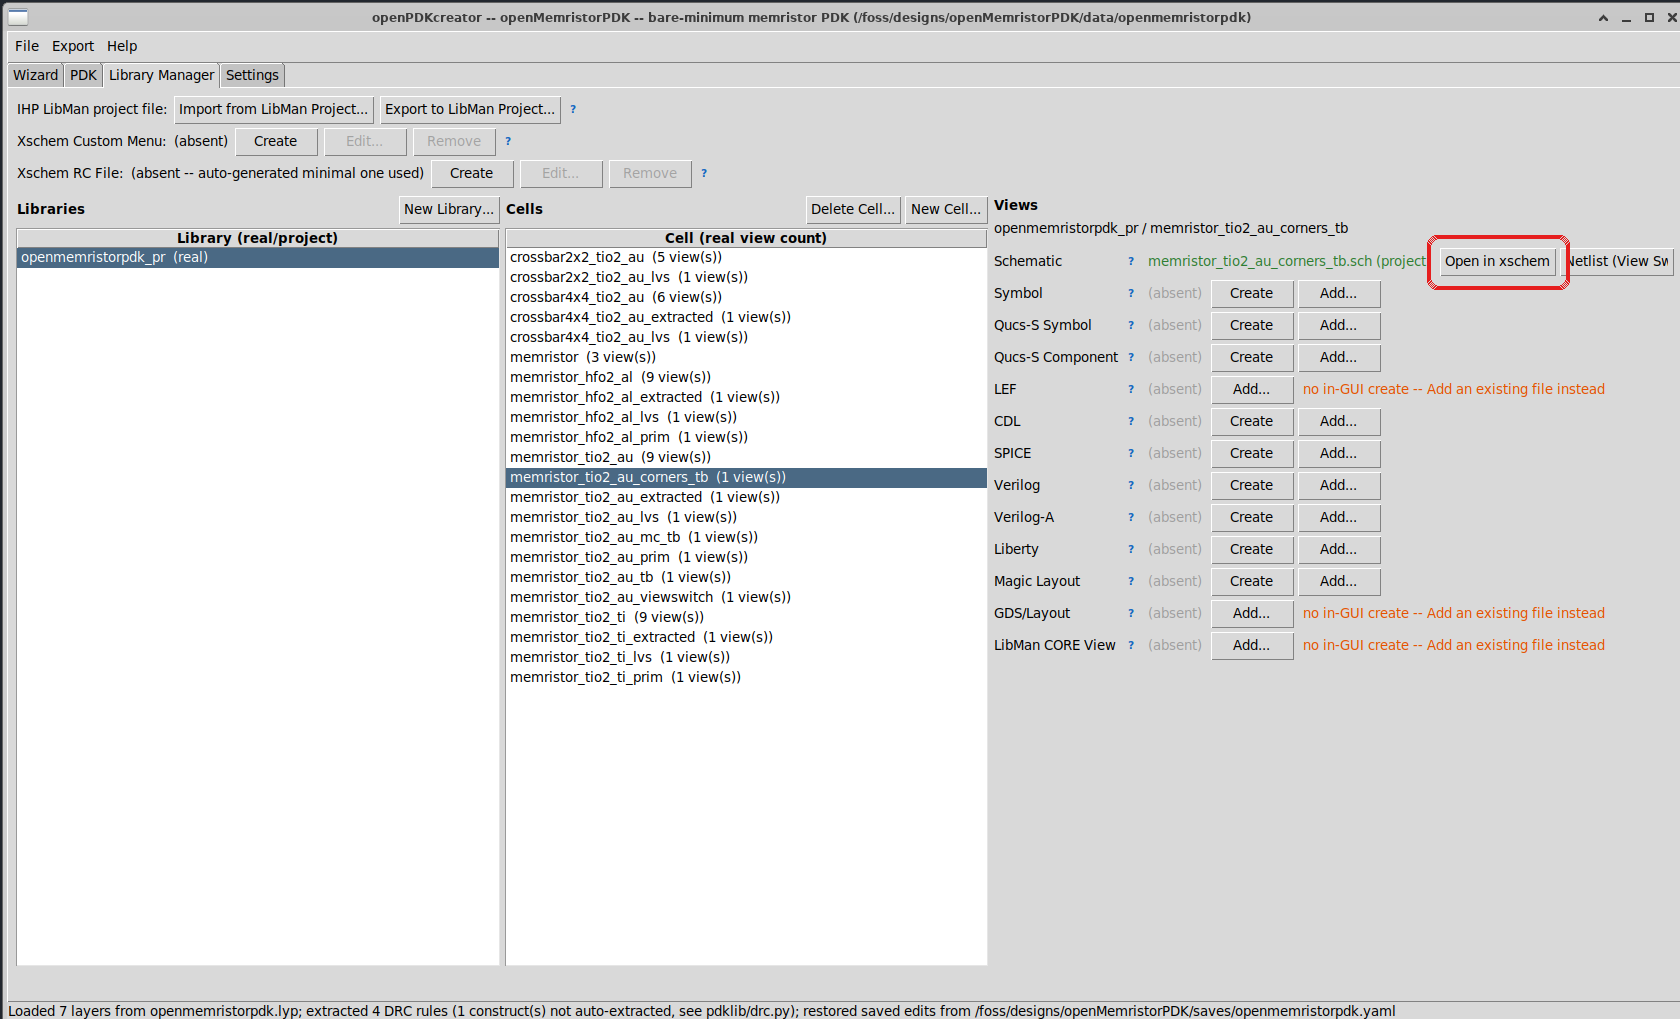 openPDKcreator -- openMemristorPDK -- bare-minimum memristor PDK (/foss/designs/openMemristorPDK/data/openmemristorpdk)
File Export Help
Wizard PDK Library Manager Settings
IHP LibMan project file: Import from LibMan Project... Export to LibMan Project... ?
Xschem Custom Menu: (absent) Create Edit... Remove ?
Xschem RC File: (absent -- auto-generated minimal one used) Create Edit... Remove ?
Libraries New Library...
Library (real/project)
openmemristorpdk_pr (real)
Cells Delete Cell... New Cell...
Cell (real view count)
crossbar2x2_tio2_au (5 view(s))
crossbar2x2_tio2_au_lvs (1 view(s))
crossbar4x4_tio2_au (6 view(s))
crossbar4x4_tio2_au_extracted (1 view(s))
crossbar4x4_tio2_au_lvs (1 view(s))
memristor (3 view(s))
memristor_hfo2_al (9 view(s))
memristor_hfo2_al_extracted (1 view(s))
memristor_hfo2_al_lvs (1 view(s))
memristor_hfo2_al_prim (1 view(s))
memristor_tio2_au (9 view(s))
memristor_tio2_au_corners_tb (1 view(s))
memristor_tio2_au_extracted (1 view(s))
memristor_tio2_au_lvs (1 view(s))
memristor_tio2_au_mc_tb (1 view(s))
memristor_tio2_au_prim (1 view(s))
memristor_tio2_au_tb (1 view(s))
memristor_tio2_au_viewswitch (1 view(s))
memristor_tio2_ti (9 view(s))
memristor_tio2_ti_extracted (1 view(s))
memristor_tio2_ti_lvs (1 view(s))
memristor_tio2_ti_prim (1 view(s))
Views
openmemristorpdk_pr / memristor_tio2_au_corners_tb
Schematic ? memristor_tio2_au_corners_tb.sch (project Open in xschem Netlist (View Sw
Symbol ? (absent) Create Add...
Qucs-S Symbol ? (absent) Create Add...
Qucs-S Component ? (absent) Create Add...
LEF ? (absent) Add... no in-GUI create -- Add an existing file instead
CDL ? (absent) Create Add...
SPICE ? (absent) Create Add...
Verilog ? (absent) Create Add...
Verilog-A ? (absent) Create Add...
Liberty ? (absent) Create Add...
Magic Layout ? (absent) Create Add...
GDS/Layout ? (absent) Add... no in-GUI create -- Add an existing file instead
LibMan CORE View ? (absent) Add... no in-GUI create -- Add an existing file instead
Loaded 7 layers from openmemristorpdk.lyp; extracted 4 DRC rules (1 construct(s) not auto-extracted, see pdklib/drc.py); restored saved edits from /foss/designs/openMemristorPDK/saves/openmemristorpdk.yaml